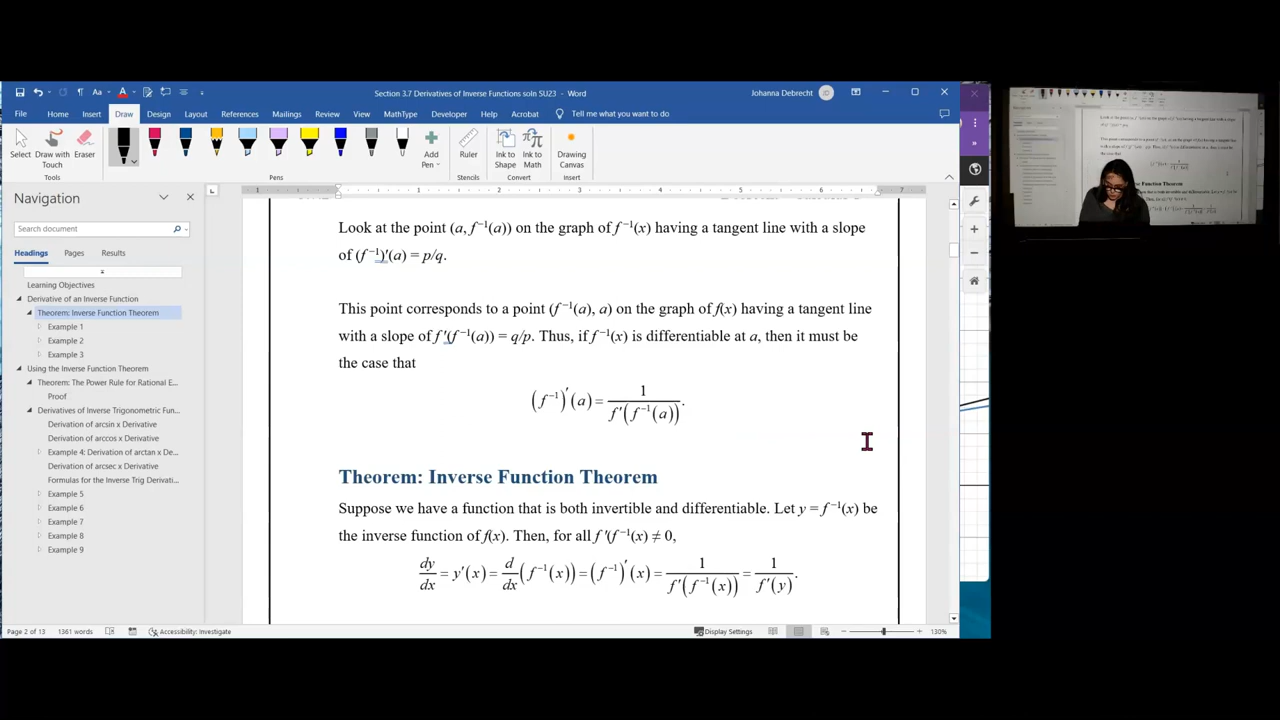 Section 3.7 Derivatives of Inverse Functions soln SU23 - Word
Johanna Debrecht
File Home Insert Draw Design Layout References Mailings Review View MathType Developer Help Acrobat Tell me what you want to do
Select Draw with Touch Eraser Add Pen Ruler Ink to Shape Ink to Math Drawing Canvas
Tools Pens Stencils Convert Insert
Navigation
Search document
Headings Pages Results
Learning Objectives
Derivative of an Inverse Function
Theorem: Inverse Function Theorem
Example 1
Example 2
Example 3
Using the Inverse Function Theorem
Theorem: The Power Rule for Rational E...
Proof
Derivatives of Inverse Trigonometric Fun...
Derivation of arcsin x Derivative
Derivation of arccos x Derivative
Example 4: Derivation of arctan x De...
Derivation of arcsec x Derivative
Formulas for the Inverse Trig Derivati...
Example 5
Example 6
Example 7
Example 8
Example 9
1 1 2 3 4 5 6 7
Look at the point (a, f⁻¹(a)) on the graph of f⁻¹(x) having a tangent line with a slope
of (f⁻¹)′(a) = p/q.
This point corresponds to a point (f⁻¹(a), a) on the graph of f(x) having a tangent line
with a slope of f′(f⁻¹(a)) = q/p. Thus, if f⁻¹(x) is differentiable at a, then it must be
the case that
(f⁻¹)′(a) = 1/f′(f⁻¹(a)).
Theorem: Inverse Function Theorem
Suppose we have a function that is both invertible and differentiable. Let y = f⁻¹(x) be
the inverse function of f(x). Then, for all f′(f⁻¹(x) ≠ 0,
dy/dx = y′(x) = d/dx(f⁻¹(x)) = (f⁻¹)′(x) = 1/f′(f⁻¹(x)) = 1/f′(y).
Page 2 of 13 1361 words Accessibility: Investigate Display Settings 130%